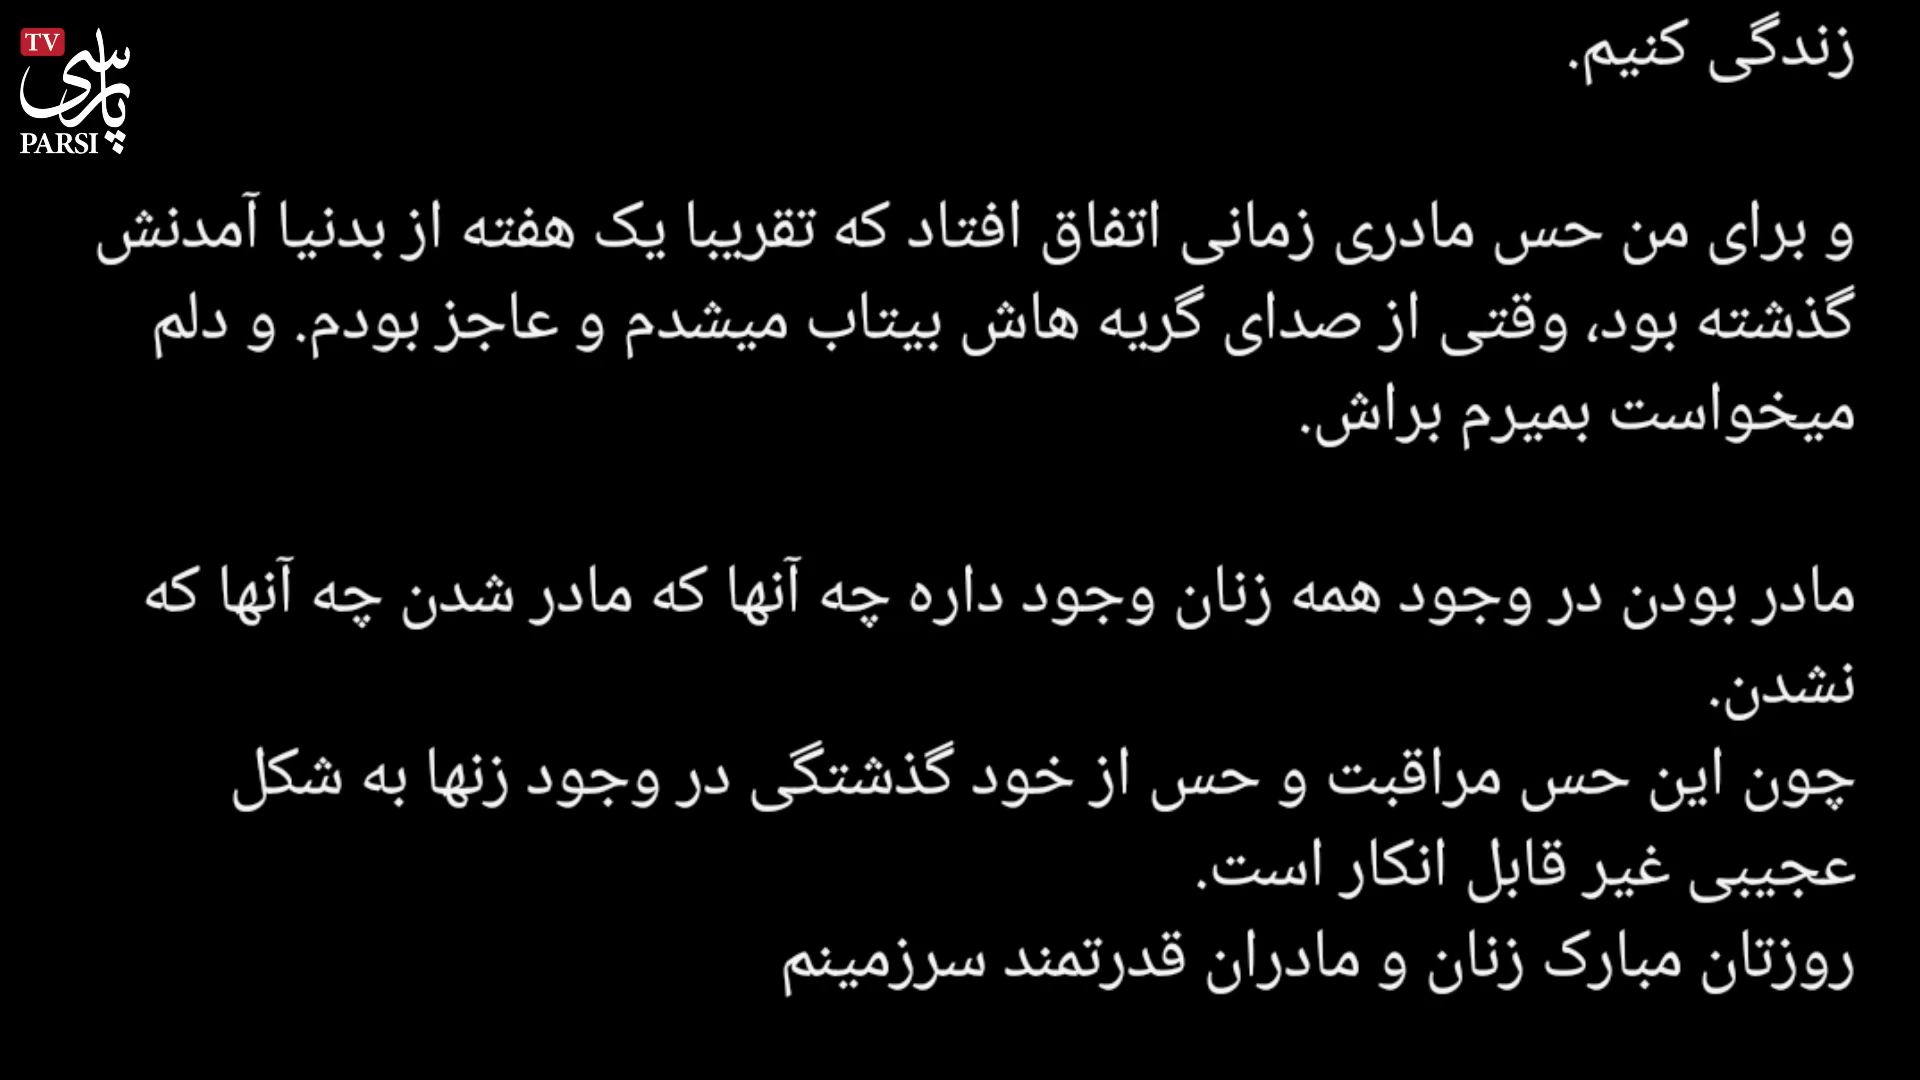 TV
پارسی
PARSI
زندگی کنیم.
و برای من حس مادری زمانی اتفاق افتاد که تقریبا یک هفته از بدنیا آمدنش
گذشته بود، وقتی از صدای گریه هاش بیتاب میشدم و عاجز بودم. و دلم
میخواست بمیرم براش.
مادر بودن در وجود همه زنان وجود داره چه آنها که مادر شدن چه آنها که
نشدن.
چون این حس مراقبت و حس از خود گذشتگی در وجود زنها به شکل
عجیبی غیر قابل انکار است.
روزتان مبارک زنان و مادران قدرتمند سرزمینم